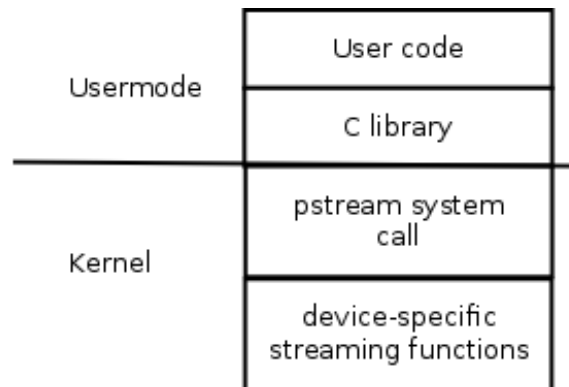 User code
Usermode
C library
pstream system
call
Kernel
device-specific
streaming functions